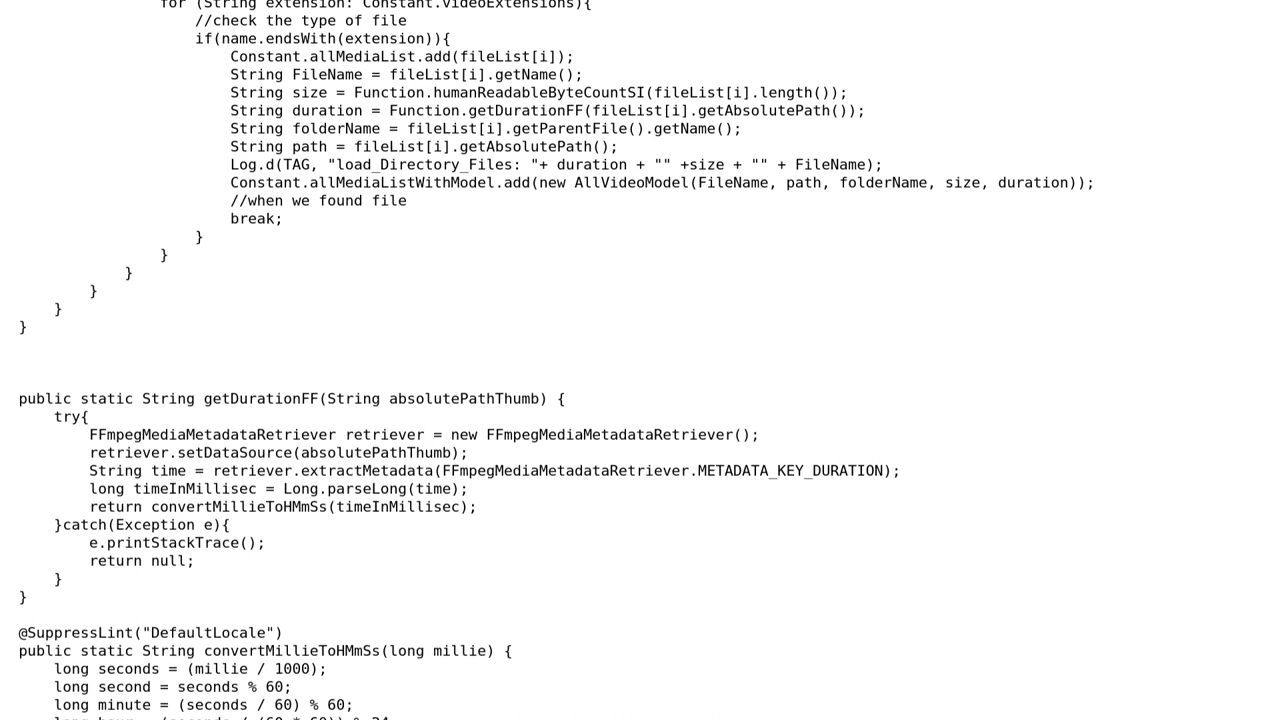 for (String extension: Constant.videoExtensions){
//check the type of file
if(name.endsWith(extension)){
Constant.allMediaList.add(fileList[i]);
String FileName = fileList[i].getName();
String size = Function.humanReadableByteCountSI(fileList[i].length());
String duration = Function.getDurationFF(fileList[i].getAbsolutePath());
String folderName = fileList[i].getParentFile().getName();
String path = fileList[i].getAbsolutePath();
Log.d(TAG, "load_Directory_Files: "+ duration + "" +size + "" + FileName);
Constant.allMediaListWithModel.add(new AllVideoModel(FileName, path, folderName, size, duration));
//when we found file
break;
}
}
}
}
}
}
public static String getDurationFF(String absolutePathThumb) {
try{
FFmpegMediaMetadataRetriever retriever = new FFmpegMediaMetadataRetriever();
retriever.setDataSource(absolutePathThumb);
String time = retriever.extractMetadata(FFmpegMediaMetadataRetriever.METADATA_KEY_DURATION);
long timeInMillisec = Long.parseLong(time);
return convertMillieToHMmSs(timeInMillisec);
}catch(Exception e){
e.printStackTrace();
return null;
}
}
@SuppressLint("DefaultLocale")
public static String convertMillieToHMmSs(long millie) {
long seconds = (millie / 1000);
long second = seconds % 60;
long minute = (seconds / 60) % 60;